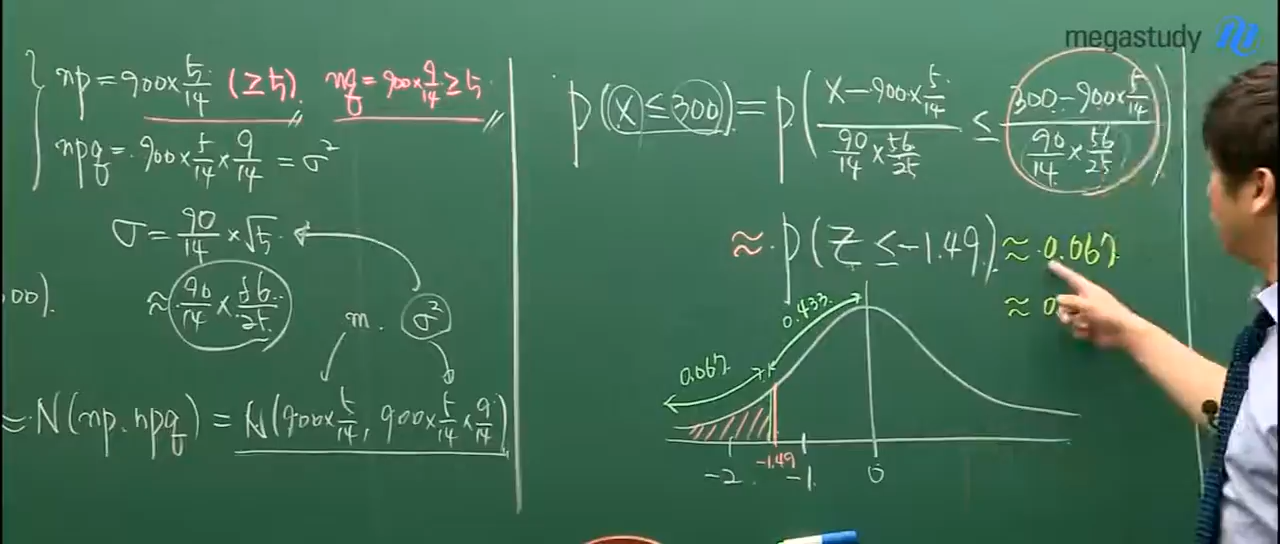 megastudy
np = 900×5/14 (≥5)  nq = 900×9/14 ≥ 5
npq = 900×5/14×9/14 = σ²
σ = 90/14 × √5
00).
≈ 90/14 × 56/25
m.  σ²
≈ N(np, npq) = N(900×5/14, 900×5/14×9/14)
P(X ≤ 300) = P((X − 900×5/14)/(90/14 × 56/25) ≤ (300 − 900×5/14)/(90/14 × 56/25))
≈ P(Z ≤ −1.49) ≈ 0.067
≈ 0
0.433
0.067
−2  −1.49  −1  0